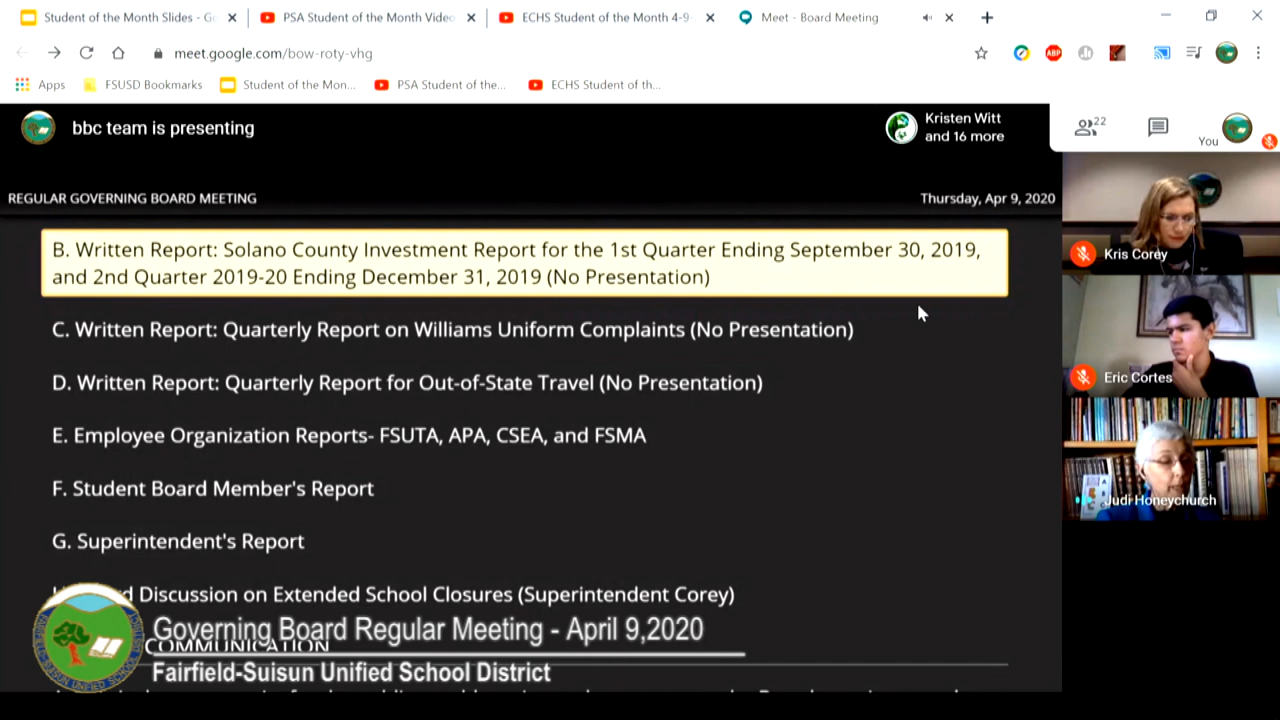 Student of the Month Slides - Go
PSA Student of the Month Video
ECHS Student of the Month 4-9-
Meet - Board Meeting
meet.google.com/bow-roty-vhg
ABP
Apps
FSUSD Bookmarks
Student of the Mon...
PSA Student of the...
ECHS Student of th...
bbc team is presenting
Kristen Witt
and 16 more
22
You
REGULAR GOVERNING BOARD MEETING
Thursday, Apr 9, 2020
B. Written Report: Solano County Investment Report for the 1st Quarter Ending September 30, 2019,
and 2nd Quarter 2019-20 Ending December 31, 2019 (No Presentation)
C. Written Report: Quarterly Report on Williams Uniform Complaints (No Presentation)
D. Written Report: Quarterly Report for Out-of-State Travel (No Presentation)
E. Employee Organization Reports- FSUTA, APA, CSEA, and FSMA
F. Student Board Member's Report
G. Superintendent's Report
Discussion on Extended School Closures (Superintendent Corey)
COMMUNICATION
Governing Board Regular Meeting - April 9,2020
Fairfield-Suisun Unified School District
FAIRFIELD-SUISUN UNIFIED SCHOOL DISTRICT
Kris Corey
Eric Cortes
Judi Honeychurch